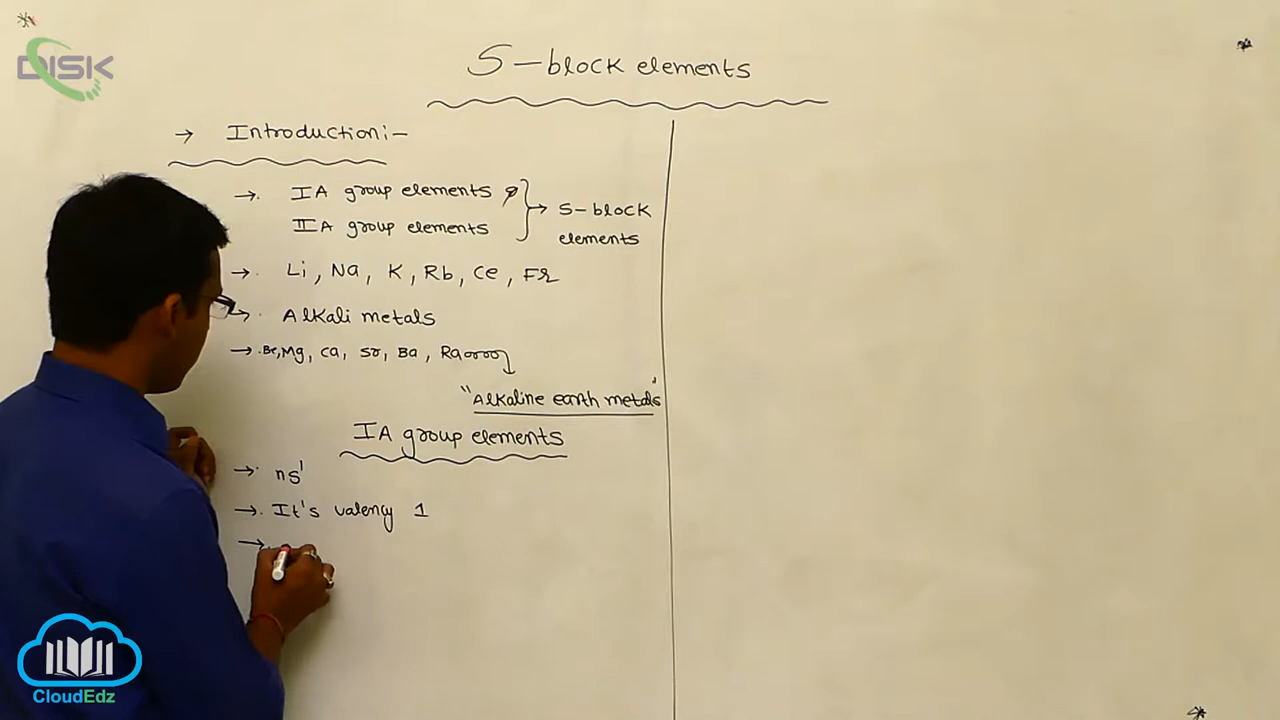 DISK
S-block elements
→ Introduction:-
→. IA group elements
IIA group elements
} → S-block
elements
→. Li, Na, K, Rb, Ce, Fr
→. Alkali metals
→. Be, Mg, Ca, Sr, Ba, Ra
"Alkaline earth metals"
IA group elements
→. ns¹
→. It's valency 1
→.
CloudEdz